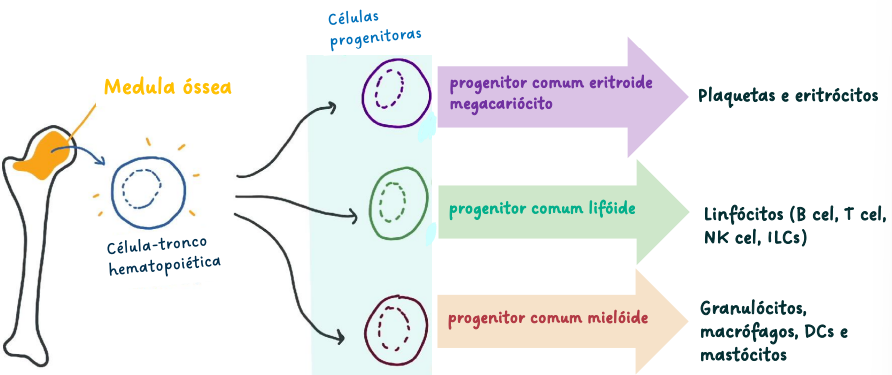 Células
progenitoras
Medula óssea
Célula-tronco
hematopoiética
progenitor comum eritroide
megacariócito
Plaquetas e eritrócitos
progenitor comum lifóide
Linfócitos (B cel, T cel,
NK cel, ILCs)
progenitor comum mielóide
Granulócitos,
macrófagos, DCs e
mastócitos